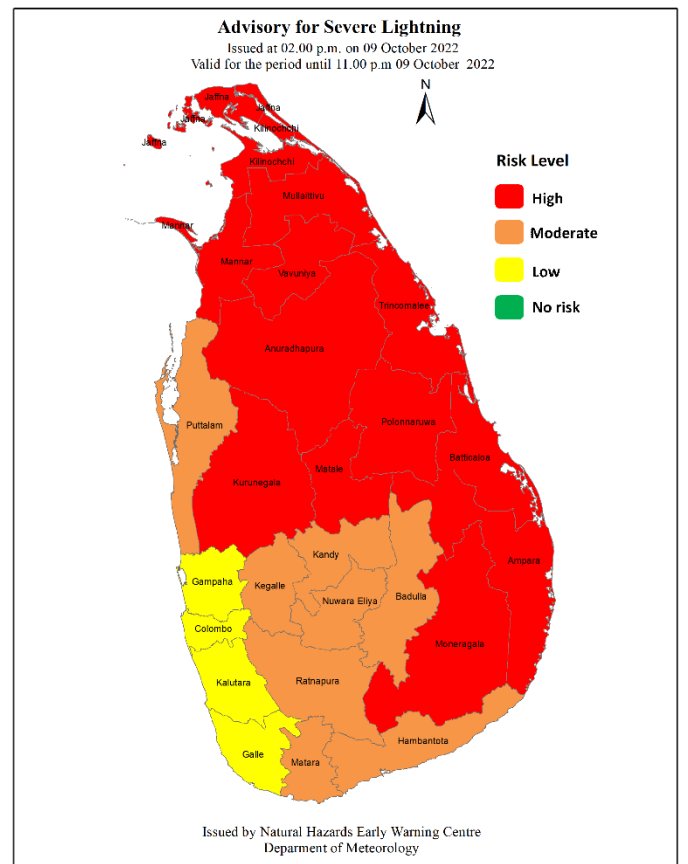 Advisory for Severe Lightning
Issued at 02.00 p.m. on 09 October 2022
Valid for the period until 11.00 p.m 09 October 2022
N
Jaffna
Jaffna
Jaffna
Kilinochchi
Jaffna
Kilinochchi
Risk Level
High
Moderate
Low
No risk
Mullaitivu
Mannar
Mannar
Vavuniya
Trincomalee
Anuradhapura
Puttalam
Polonnaruwa
Kurunegala
Matale
Batticaloa
Kandy
Ampara
Gampaha
Kegalle
Nuwara Eliya
Badulla
Colombo
Moneragala
Kalutara
Ratnapura
Hambantota
Galle
Matara
Issued by Natural Hazards Early Warning Centre
Deparment of Meteorology